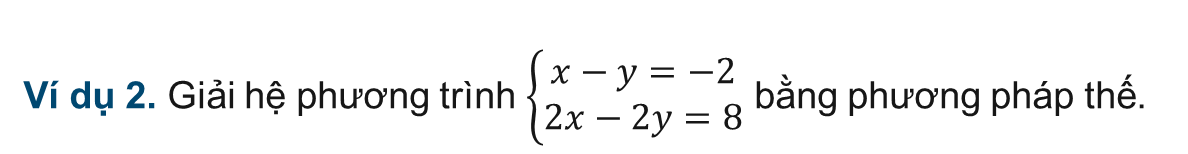 Ví dụ 2. Giải hệ phương trình {x − y = −2
2x − 2y = 8 bằng phương pháp thế.